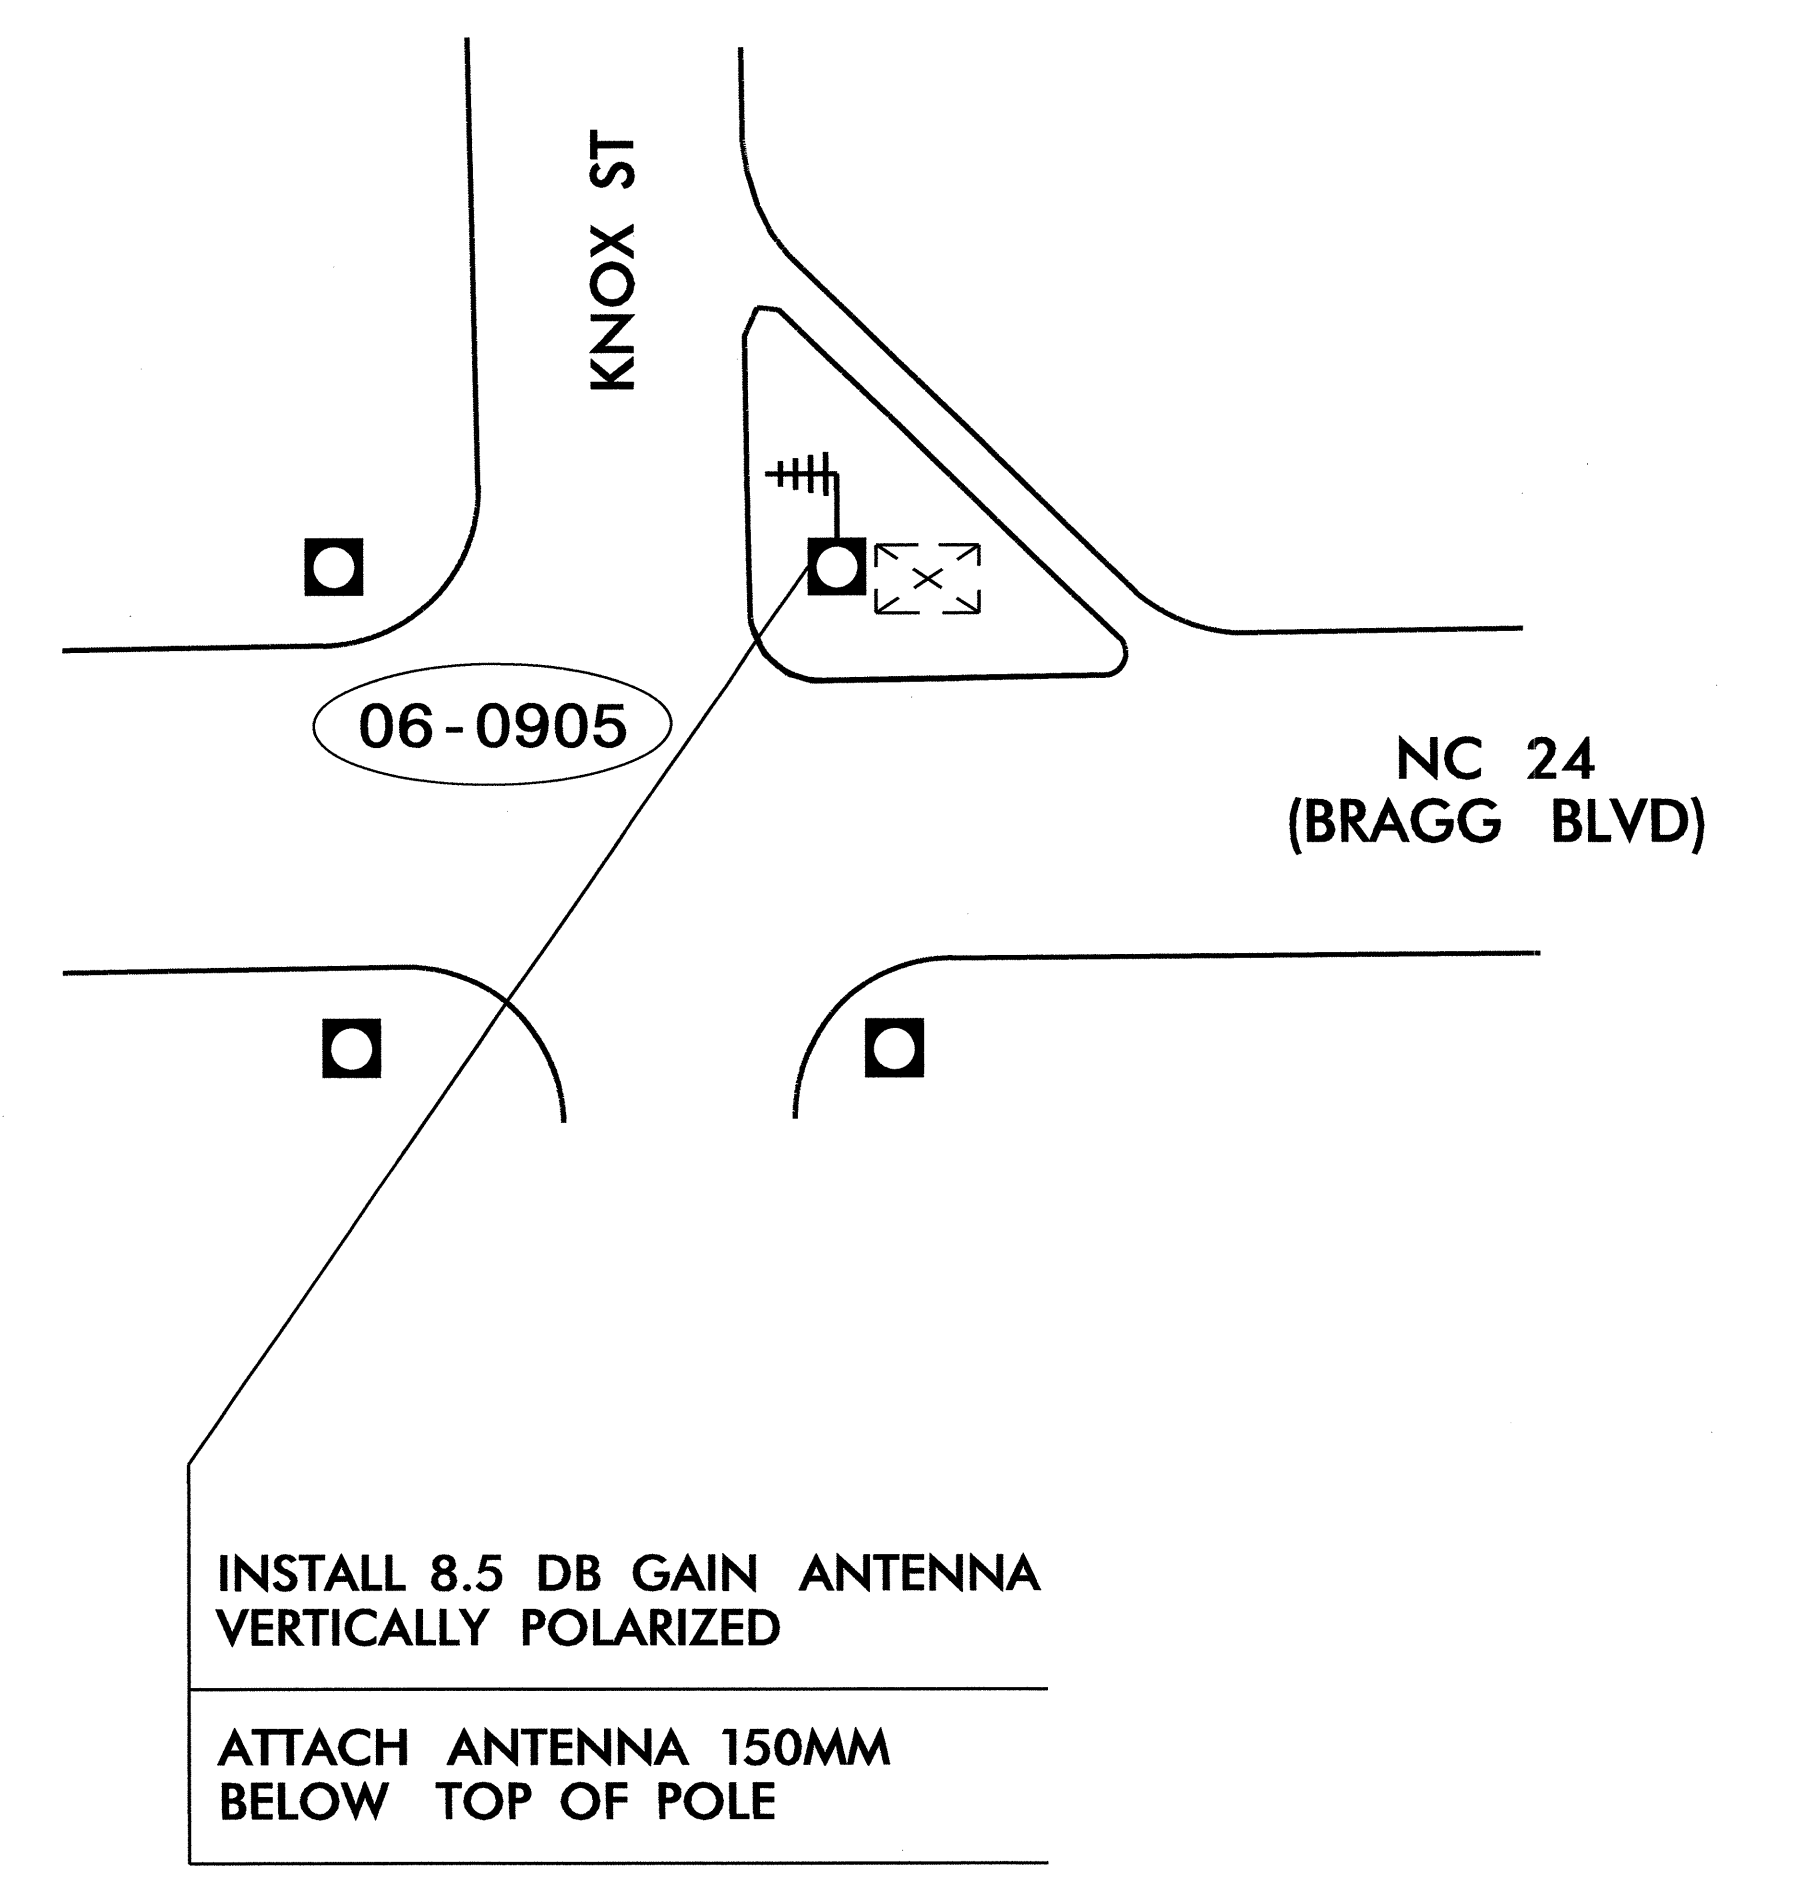 KNOX ST
06-0905
NC 24
(BRAGG BLVD)
INSTALL 8.5 DB GAIN ANTENNA
VERTICALLY POLARIZED
ATTACH ANTENNA 150MM
BELOW TOP OF POLE